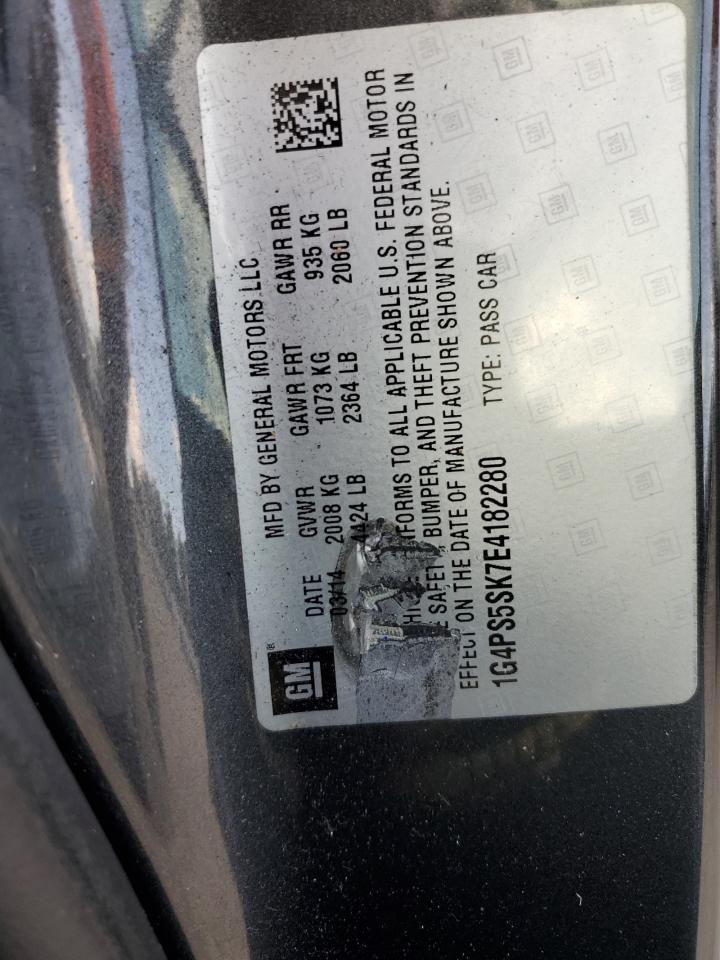 GM®
MFD BY GENERAL MOTORS LLC
DATE GVWR GAWR FRT GAWR RR
03/14 2008 KG 1073 KG 935 KG
4424 LB 2364 LB 2060 LB
TO ALL APPLICABLE U.S. FEDERAL MOTOR
SAFETY BUMPER, AND THEFT PREVENTION STANDARDS IN
EFFECT ON THE DATE OF MANUFACTURE SHOWN ABOVE.
1G4PS5SK7E4182280 TYPE: PASS CAR